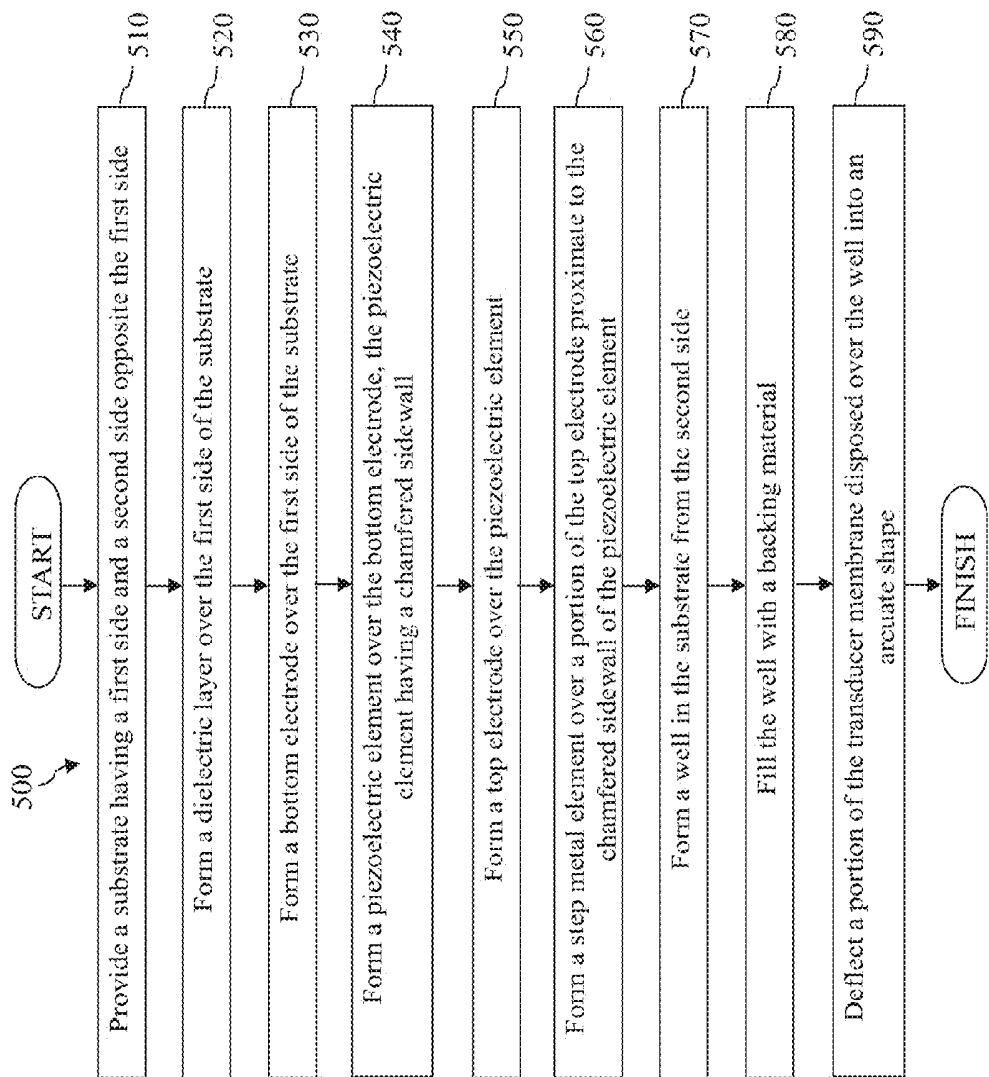 500
START
Provide a substrate having a first side and a second side opposite the first side
510
Form a dielectric layer over the first side of the substrate
520
Form a bottom electrode over the first side of the substrate
530
Form a piezoelectric element over the bottom electrode, the piezoelectric
element having a chamfered sidewall
540
Form a top electrode over the piezoelectric element
550
Form a step metal element over a portion of the top electrode proximate to the
chamfered sidewall of the piezoelectric element
560
Form a well in the substrate from the second side
570
Fill the well with a backing material
580
Deflect a portion of the transducer membrane disposed over the well into an
arcuate shape
590
FINISH